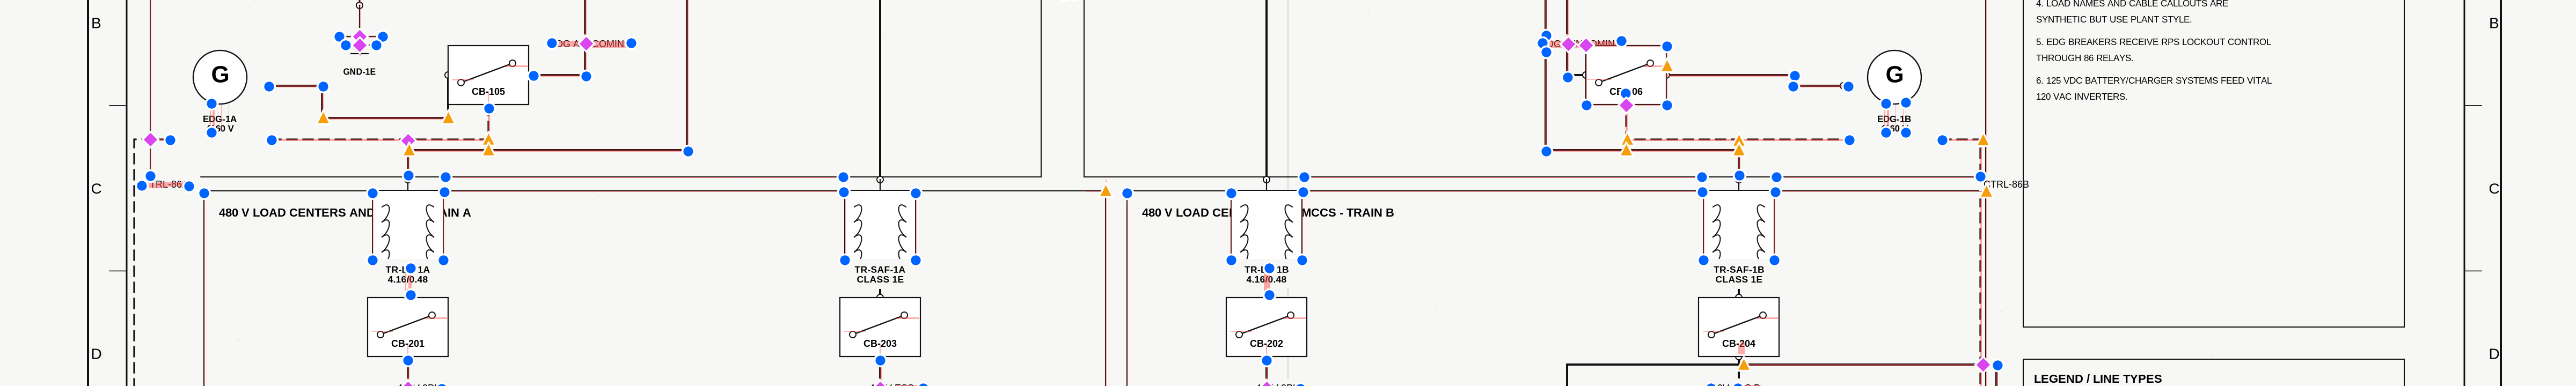 B
B
4. LOAD NAMES AND CABLE CALLOUTS ARE
SYNTHETIC BUT USE PLANT STYLE.
5. EDG BREAKERS RECEIVE RPS LOCKOUT CONTROL
THROUGH 86 RELAYS.
6. 125 VDC BATTERY/CHARGER SYSTEMS FEED VITAL
120 VAC INVERTERS.
GND-1E
G
CB-105
G
EDG-1A
EDG-1B
C
CTRL-86B
C
480 V LOAD CENTERS AND
480 V LOAD
MCCS - TRAIN B
4.16/0.48
TR-SAF-1A
CLASS 1E
4.16/0.48
TR-SAF-1B
CLASS 1E
CB-201
CB-203
CB-202
CB-204
D
D
LEGEND / LINE TYPES